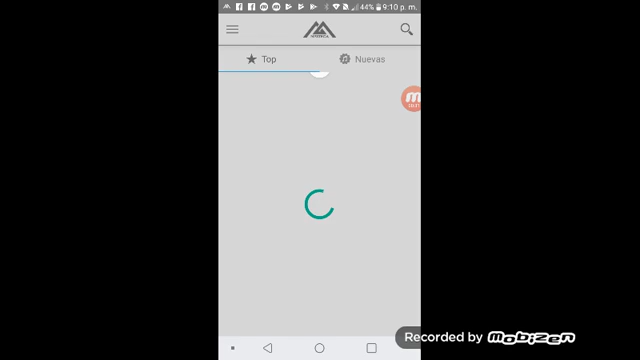 44% 9:10 p. m.
Top
Nuevas
Recorded by Mobizen